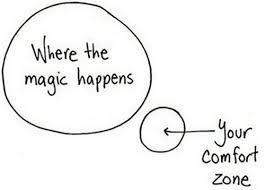 Where the
magic happens
Your
comfort
zone